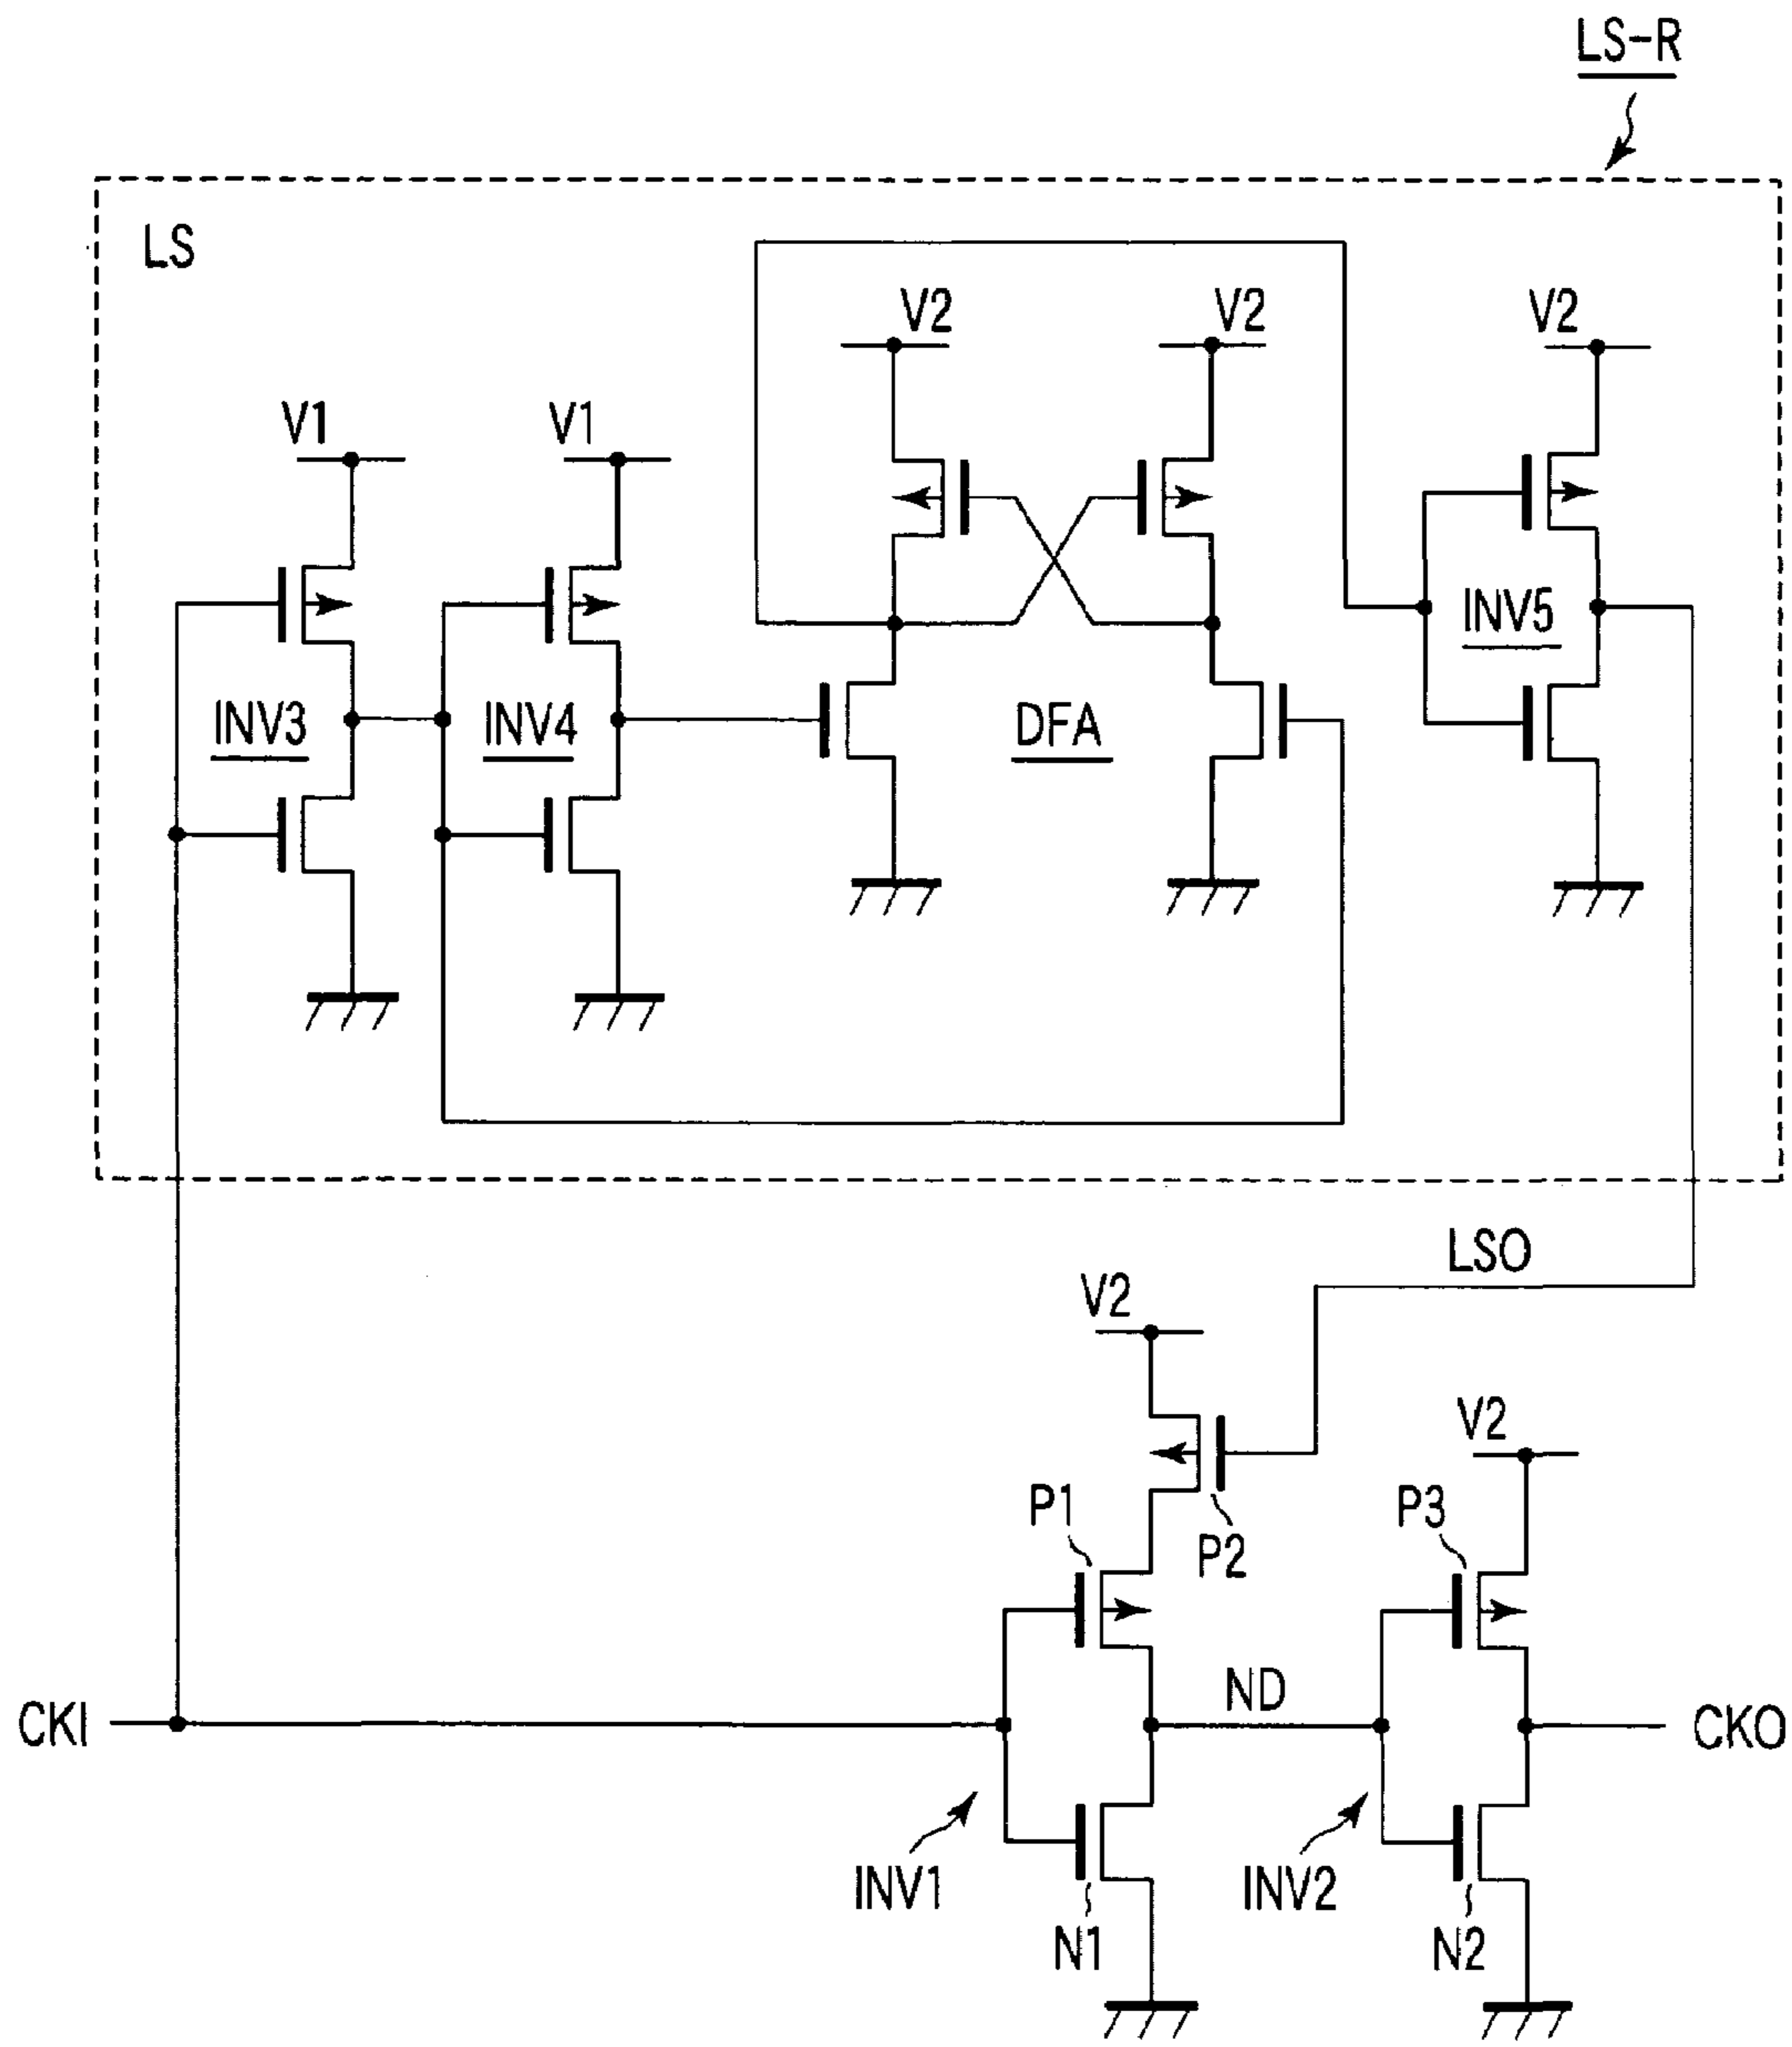 LS-R
LS
V2
V2
V2
V1
V1
INV3
INV4
DFA
INV5
LSO
V2
V2
P1
P2
P3
CKI
ND
CKO
INV1
N1
INV2
N2